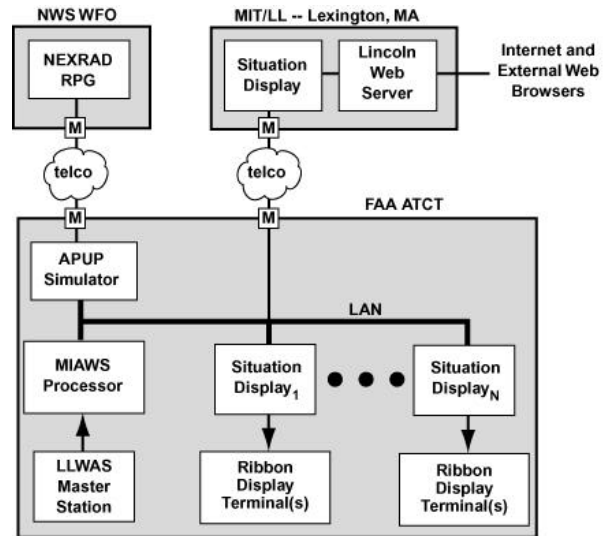 NWS WFO
NEXRAD
RPG
M
telco
M
MIT/LL -- Lexington, MA
Situation
Display
Lincoln
Web
Server
Internet and
External Web
Browsers
M
telco
M
FAA ATCT
APUP
Simulator
LAN
MIAWS
Processor
Situation
Display1
Situation
DisplayN
LLWAS
Master
Station
Ribbon
Display
Terminal(s)
Ribbon
Display
Terminal(s)